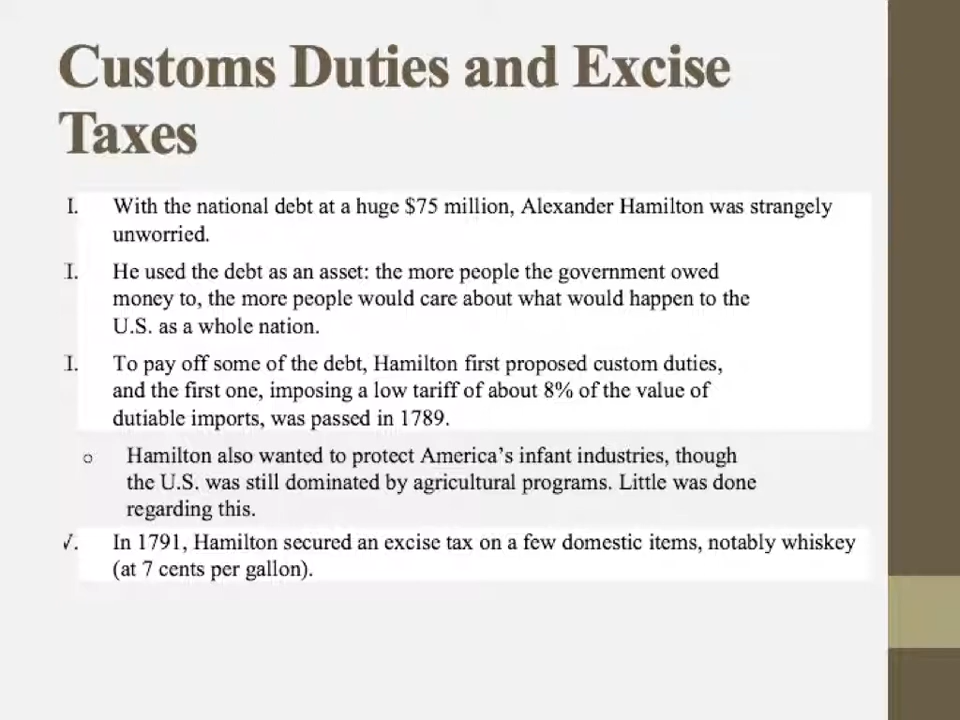 Customs Duties and Excise
Taxes
I. With the national debt at a huge $75 million, Alexander Hamilton was strangely
unworried.
I. He used the debt as an asset: the more people the government owed
money to, the more people would care about what would happen to the
U.S. as a whole nation.
I. To pay off some of the debt, Hamilton first proposed custom duties,
and the first one, imposing a low tariff of about 8% of the value of
dutiable imports, was passed in 1789.
o Hamilton also wanted to protect America’s infant industries, though
the U.S. was still dominated by agricultural programs. Little was done
regarding this.
V. In 1791, Hamilton secured an excise tax on a few domestic items, notably whiskey
(at 7 cents per gallon).